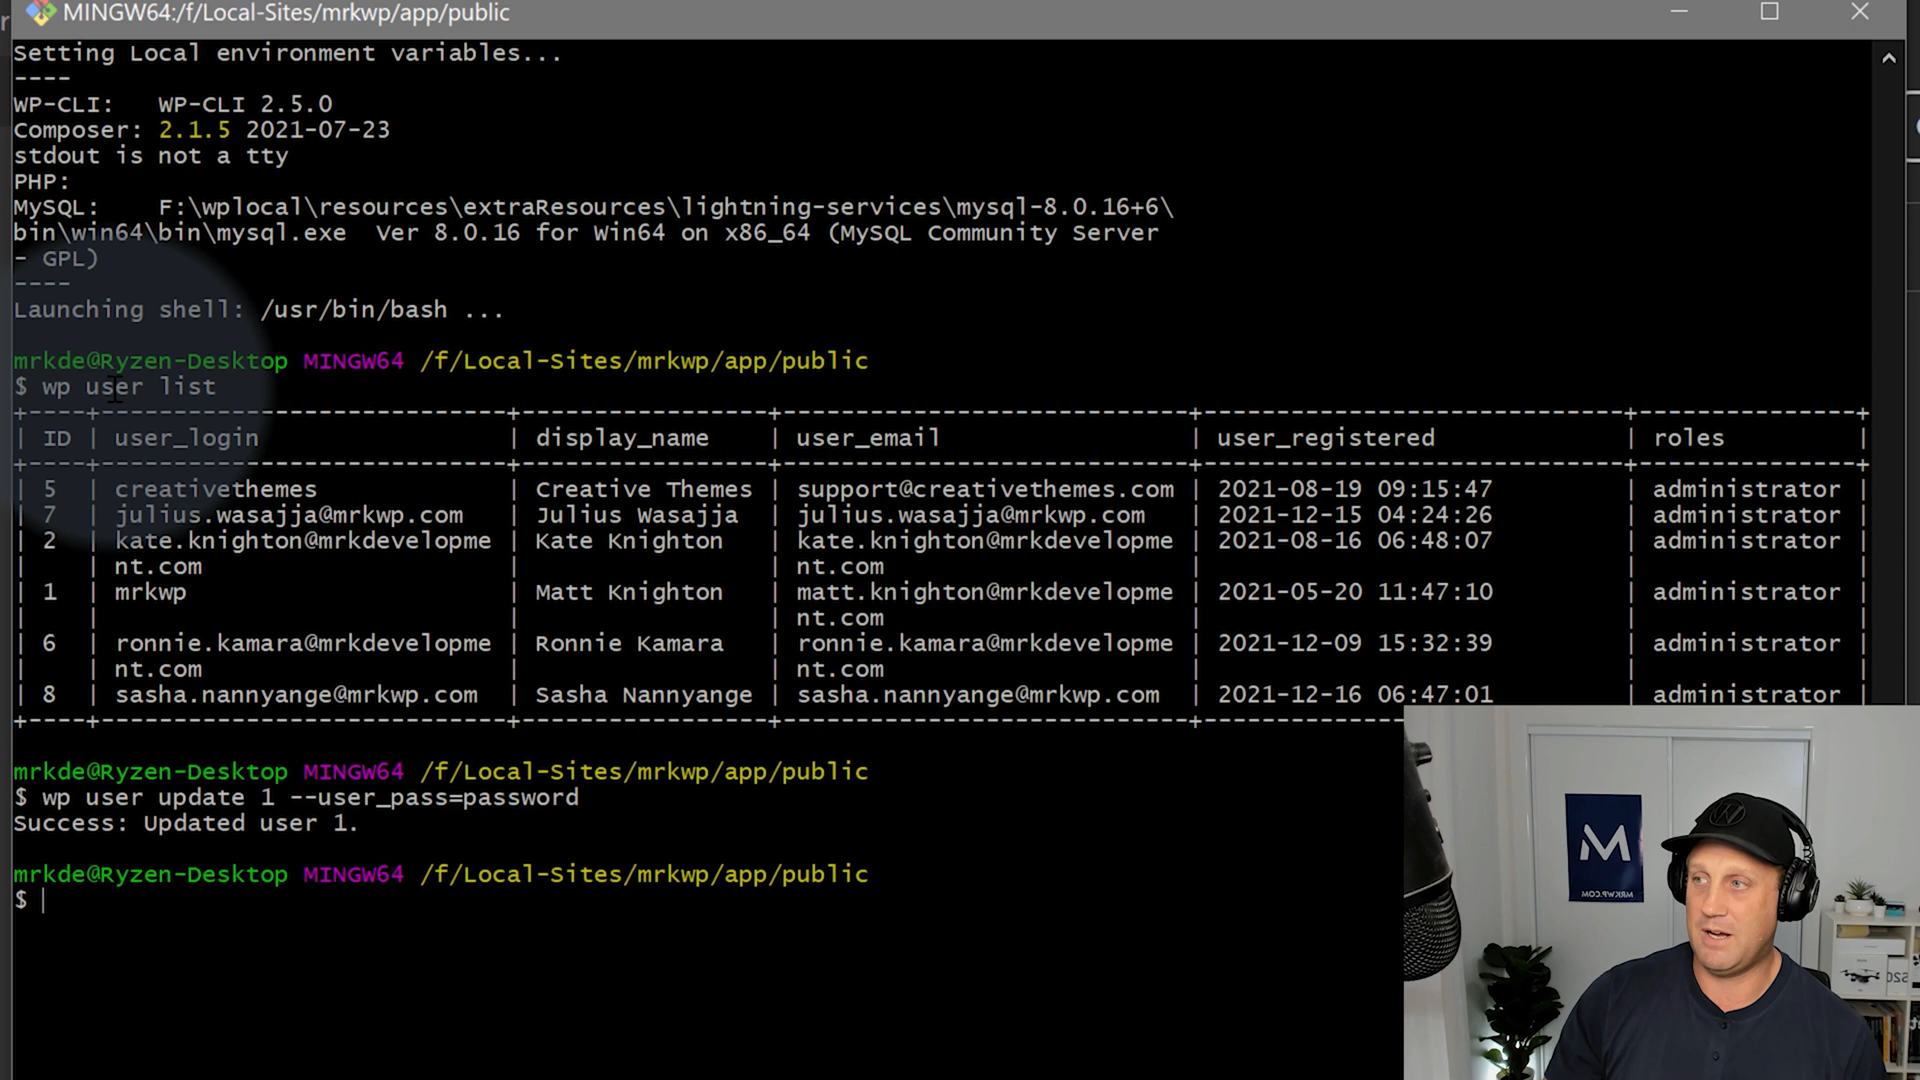 MINGW64:/f/Local-Sites/mrkwp/app/public
Setting Local environment variables...
----
WP-CLI:   WP-CLI 2.5.0
Composer: 2.1.5 2021-07-23
stdout is not a tty
PHP:
MySQL:    F:\wplocal\resources\extraResources\lightning-services\mysql-8.0.16+6\
bin\win64\bin\mysql.exe  Ver 8.0.16 for Win64 on x86_64 (MySQL Community Server
- GPL)
----
Launching shell: /usr/bin/bash ...
mrkde@Ryzen-Desktop MINGW64 /f/Local-Sites/mrkwp/app/public
$ wp user list
| ID | user_login | display_name | user_email | user_registered | roles |
| 5 | creativethemes | Creative Themes | support@creativethemes.com | 2021-08-19 09:15:47 | administrator |
| 7 | julius.wasajja@mrkwp.com | Julius Wasajja | julius.wasajja@mrkwp.com | 2021-12-15 04:24:26 | administrator |
| 2 | kate.knighton@mrkdevelopme | Kate Knighton | kate.knighton@mrkdevelopme | 2021-08-16 06:48:07 | administrator |
| | nt.com | | nt.com | | |
| 1 | mrkwp | Matt Knighton | matt.knighton@mrkdevelopme | 2021-05-20 11:47:10 | administrator |
| | | | nt.com | | |
| 6 | ronnie.kamara@mrkdevelopme | Ronnie Kamara | ronnie.kamara@mrkdevelopme | 2021-12-09 15:32:39 | administrator |
| | nt.com | | nt.com | | |
| 8 | sasha.nannyange@mrkwp.com | Sasha Nannyange | sasha.nannyange@mrkwp.com | 2021-12-16 06:47:01 | administrator |
mrkde@Ryzen-Desktop MINGW64 /f/Local-Sites/mrkwp/app/public
$ wp user update 1 --user_pass=password
Success: Updated user 1.
mrkde@Ryzen-Desktop MINGW64 /f/Local-Sites/mrkwp/app/public
$
M
MRKWP.COM